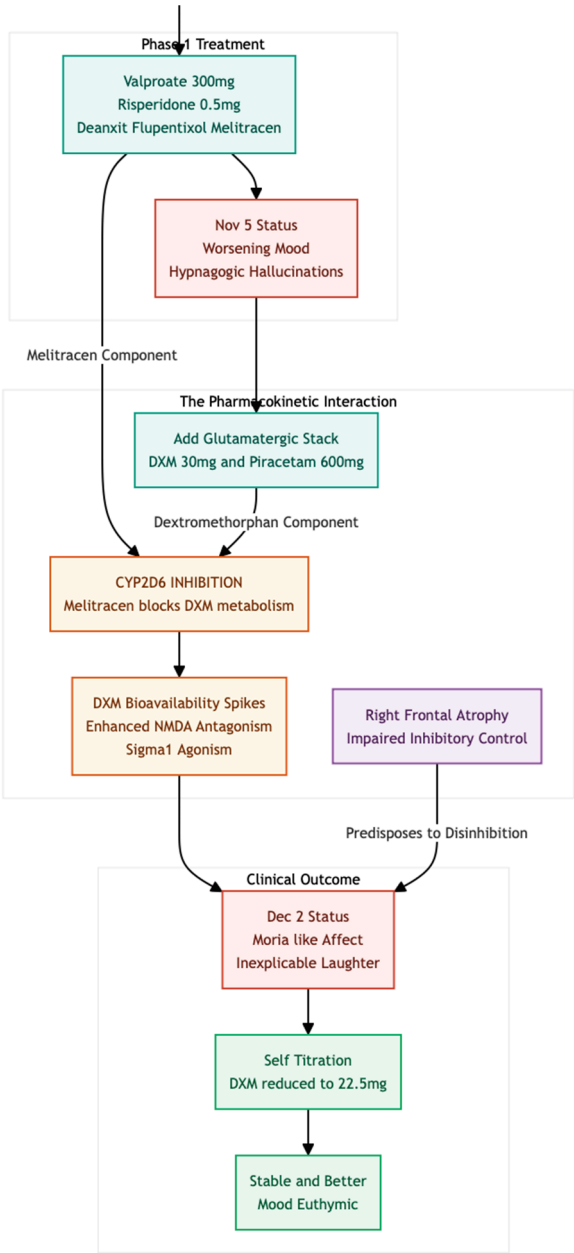 Phase 1 Treatment
Valproate 300mg
Risperidone 0.5mg
Deanxit Flupentixol Melitracen
Nov 5 Status
Worsening Mood
Hypnagogic Hallucinations
Melitracen Component
The Pharmacokinetic Interaction
Add Glutamatergic Stack
DXM 30mg and Piracetam 600mg
Dextromethorphan Component
CYP2D6 INHIBITION
Melitracen blocks DXM metabolism
DXM Bioavailability Spikes
Enhanced NMDA Antagonism
Sigma1 Agonism
Right Frontal Atrophy
Impaired Inhibitory Control
Predisposes to Disinhibition
Clinical Outcome
Dec 2 Status
Moria like Affect
Inexplicable Laughter
Self Titration
DXM reduced to 22.5mg
Stable and Better
Mood Euthymic